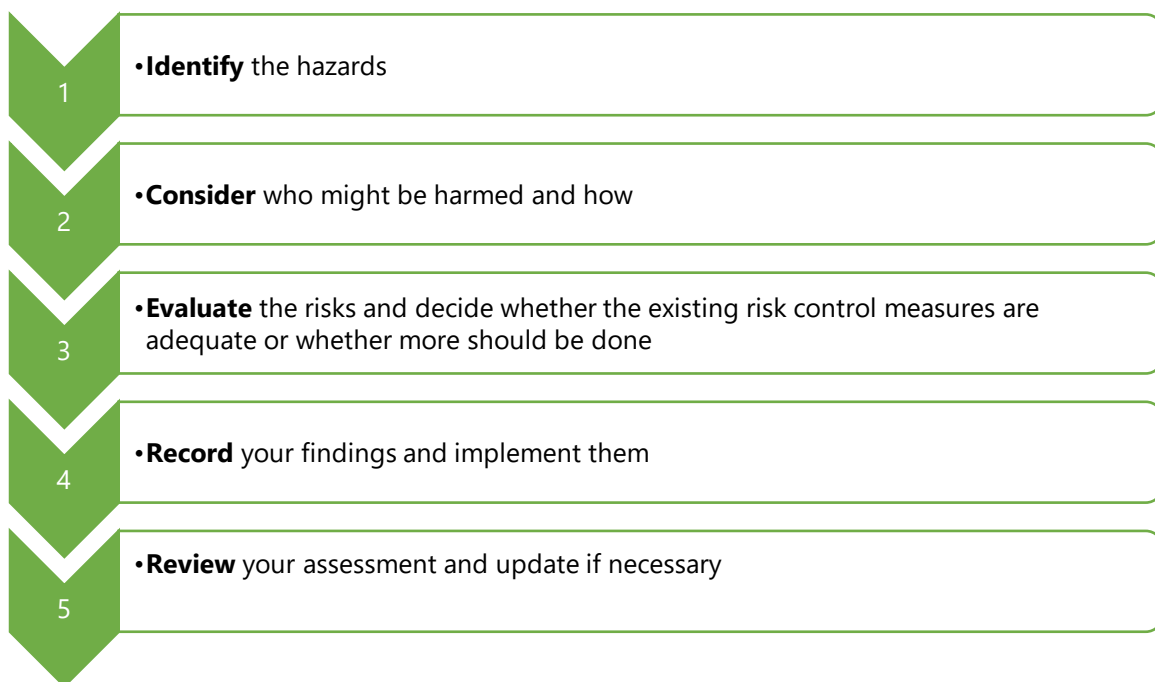 1
•Identify the hazards
2
•Consider who might be harmed and how
3
•Evaluate the risks and decide whether the existing risk control measures are
adequate or whether more should be done
4
•Record your findings and implement them
5
•Review your assessment and update if necessary